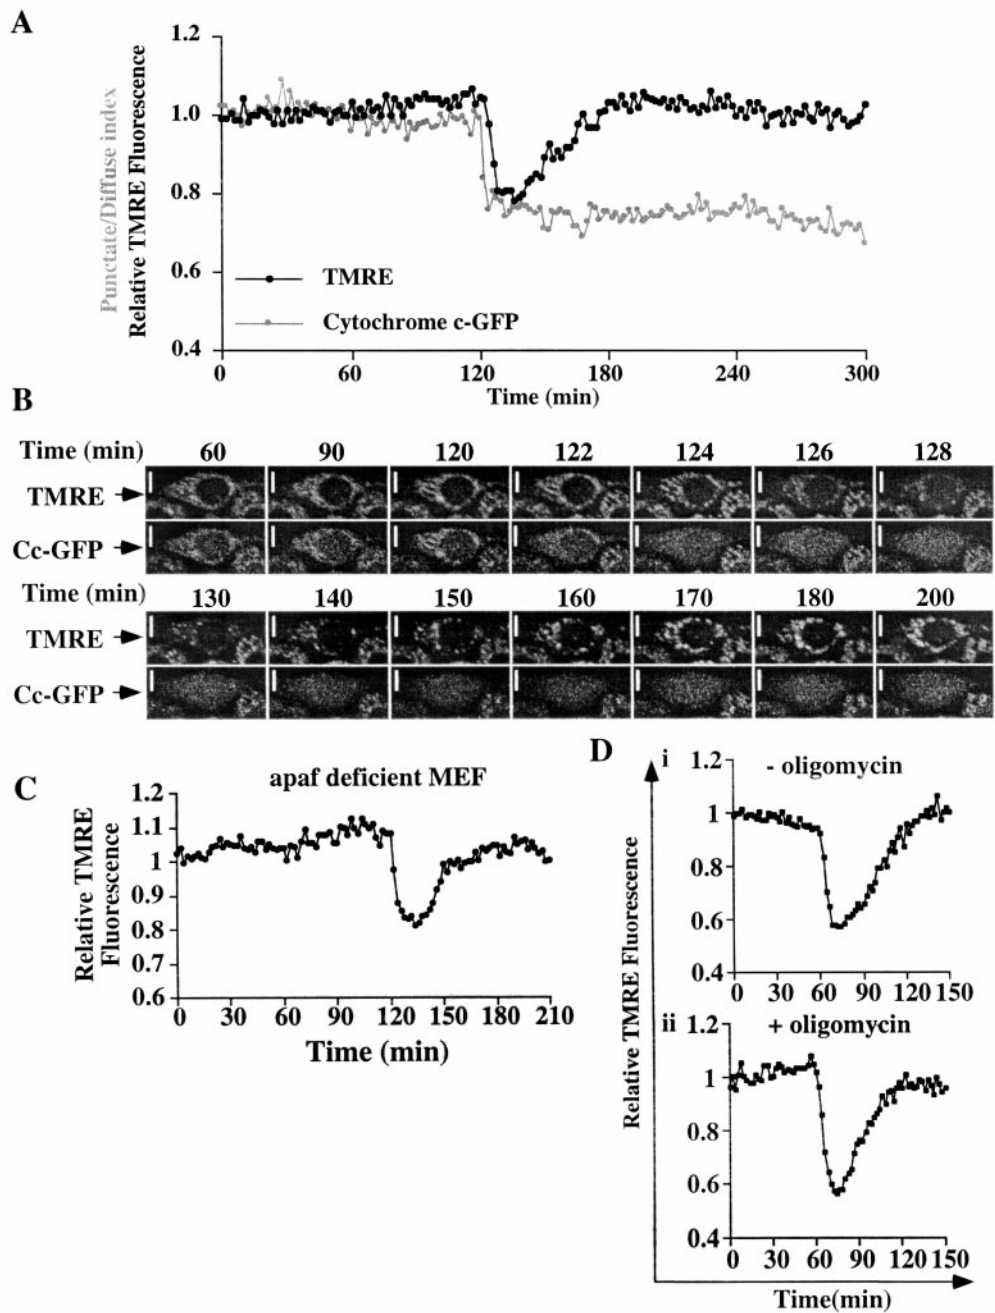 A
1.2
1.0
0.8
0.6
0.4
Punctate/Diffuse index
Relative TMRE Fluorescence
TMRE
Cytochrome c-GFP
0 60 120 180 240 300
Time (min)
B
Time (min) 60 90 120 122 124 126 128
TMRE
Cc-GFP
Time (min) 130 140 150 160 170 180 200
TMRE
Cc-GFP
C
apaf deficient MEF
1.2
1.1
1
0.9
0.8
0.7
0.6
Relative TMRE
Fluorescence
0 30 60 90 120 150 180 210
Time (min)
D
i
- oligomycin
1.2
1
0.8
0.6
0.4
0 30 60 90 120 150
ii
+ oligomycin
1.2
1
0.8
0.6
0.4
0 30 60 90 120 150
Relative TMRE Fluorescence
Time(min)